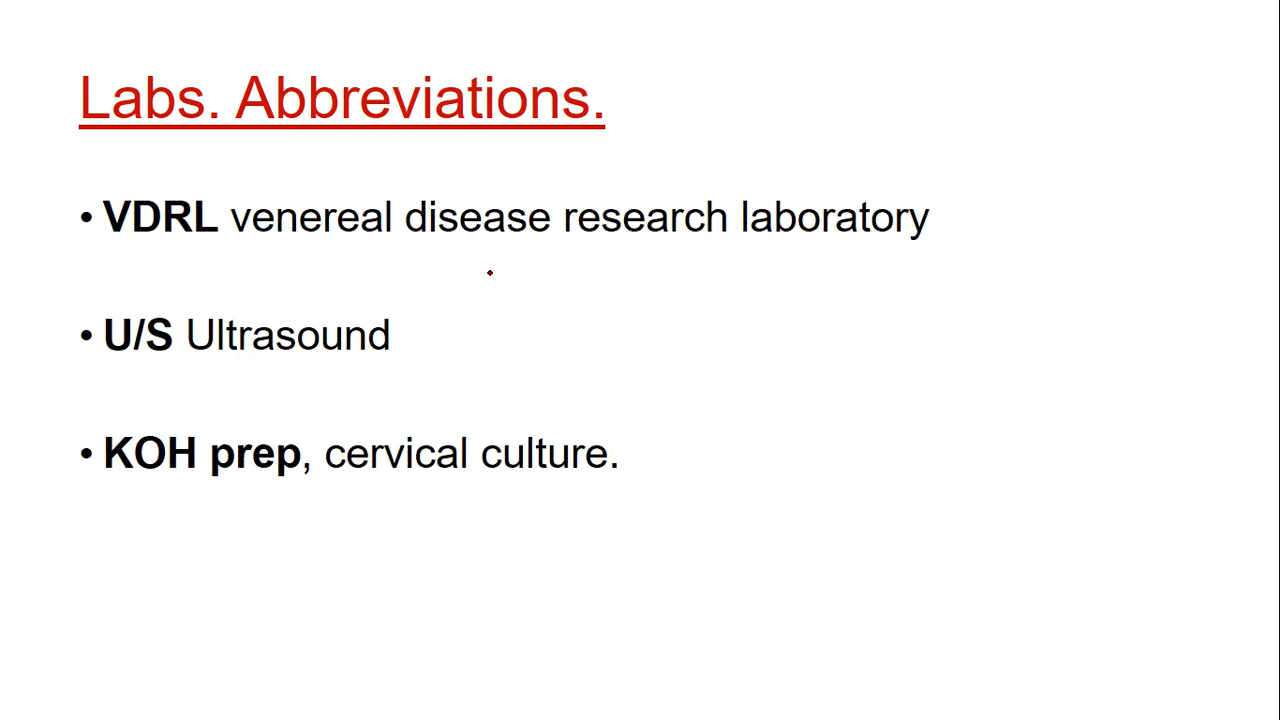 Labs. Abbreviations.
• VDRL venereal disease research laboratory
• U/S Ultrasound
• KOH prep, cervical culture.